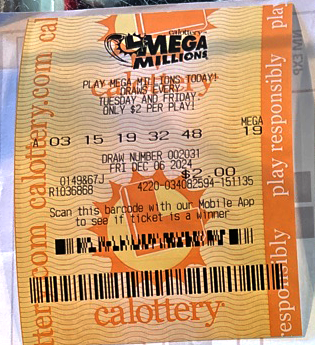 calottery
MEGA
MILLIONS
PLAY MEGA MILLIONS TODAY!
DRAWS EVERY
TUESDAY AND FRIDAY.
ONLY $2 PER PLAY!
MEGA
A 03 15 19 32 48 19
DRAW NUMBER 002031
FRI DEC 06 2024
$2.00
0149867J
R1036868
4220-034082594-151135
Scan this barcode with our Mobile App
to see if ticket is a winner
calottery
calottery.com
play responsibly
responsibly